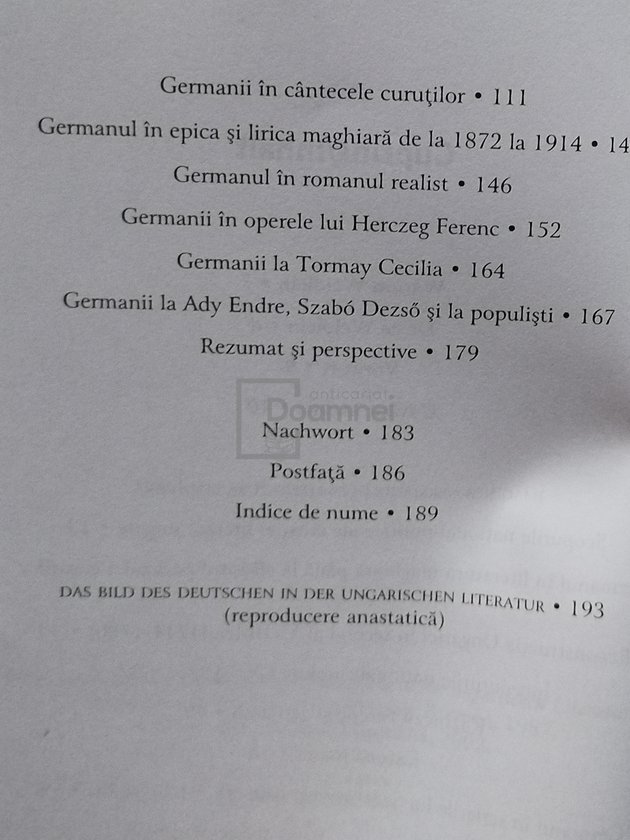 Germanii în cântecele curuţilor • 111
Germanul în epica şi lirica maghiară de la 1872 la 1914 • 14
Germanul în romanul realist • 146
Germanii în operele lui Herczeg Ferenc • 152
Germanii la Tormay Cecilia • 164
Germanii la Ady Endre, Szabó Dezső şi la populişti • 167
Rezumat şi perspective • 179
anticariat
Doamnei
Nachwort • 183
Postfaţă • 186
Indice de nume • 189
DAS BILD DES DEUTSCHEN IN DER UNGARISCHEN LITERATUR • 193
(reproducere anastatică)